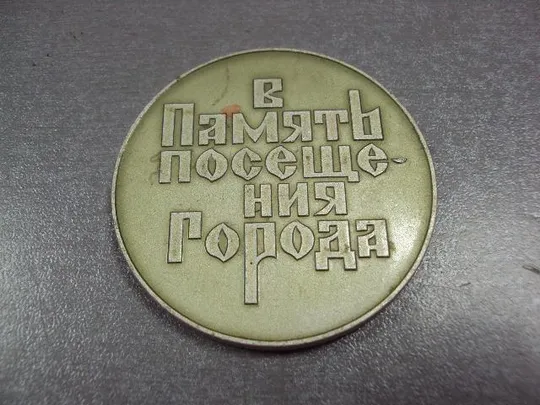 В
Память
посеще-
ния
города